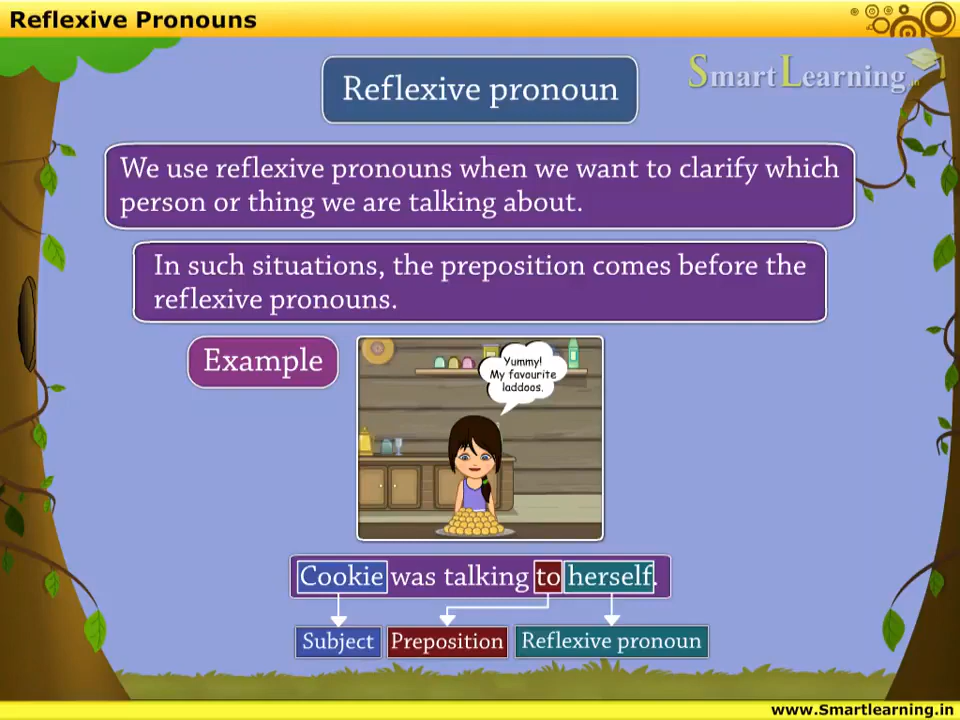 Reflexive Pronouns
Smart Learning.in
Reflexive pronoun
We use reflexive pronouns when we want to clarify which
person or thing we are talking about.
In such situations, the preposition comes before the
reflexive pronouns.
Example
Yummy!
My favourite
laddoos.
Cookie was talking to herself.
Subject Preposition Reflexive pronoun
www.Smartlearning.in